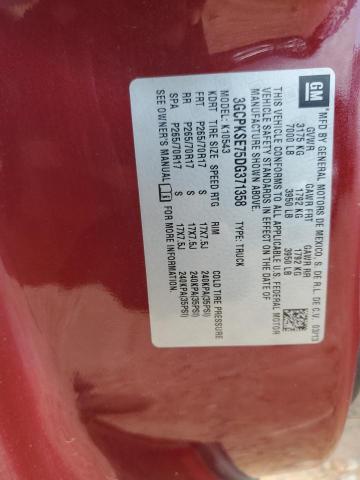 GM
MFG BY GENERAL MOTORS DE MEXICO, S. DE R.L. DE C.V. 03/13
GVWR GAWR FRT GAWR RR
3175 KG 1792 KG 1792 KG
7000 LB 3950 LB 3950 LB
THIS VEHICLE CONFORMS TO ALL APPLICABLE U.S. FEDERAL MOTOR
VEHICLE SAFETY STANDARDS IN EFFECT ON THE DATE OF
MANUFACTURE SHOWN ABOVE.
3GCPKSE75DG371358 TYPE: TRUCK
KDRT K10543
TIRE SIZE SPEED RTG RIM COLD TIRE PRESSURE
FRT P265/70R17 S 17X7.5J 240KPA(35PSI)
RR P265/70R17 S 17X7.5J 240KPA(35PSI)
SPA P265/70R17 S 17X7.5J 240KPA(35PSI)
SEE OWNER'S MANUAL FOR MORE INFORMATION.